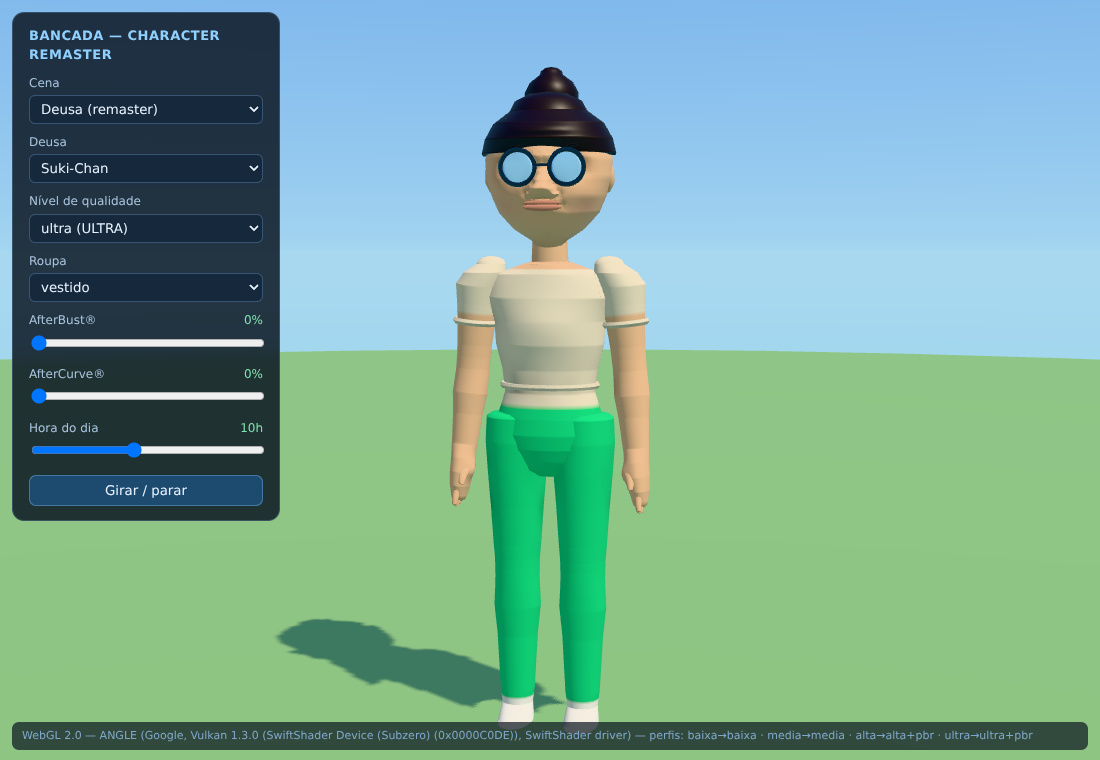 BANCADA — CHARACTER
REMASTER
Cena
Deusa (remaster)
Deusa
Suki-Chan
Nível de qualidade
ultra (ULTRA)
Roupa
vestido
AfterBust® 0%
AfterCurve® 0%
Hora do dia 10h
Girar / parar
WebGL 2.0 — ANGLE (Google, Vulkan 1.3.0 (SwiftShader Device (Subzero) (0x0000C0DE)), SwiftShader driver) — perfis: baixa→baixa · media→media · alta→alta+pbr · ultra→ultra+pbr